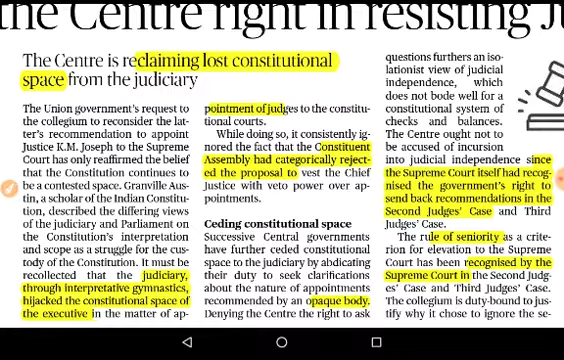 the Centre right in resisting J
The Centre is reclaiming lost constitutional
space from the judiciary
The Union government's request to
the collegium to reconsider the lat-
ter's recommendation to appoint
Justice K.M. Joseph to the Supreme
Court has only reaffirmed the belief
that the Constitution continues to
be a contested space. Granville Aus-
tin, a scholar of the Indian Constitu-
tion, described the differing views
of the judiciary and Parliament on
the Constitution's interpretation
and scope as a struggle for the cus-
tody of the Constitution. It must be
recollected that the judiciary,
through interpretative gymnastics,
hijacked the constitutional space of
the executive in the matter of ap-
pointment of judges to the constitu-
tional courts.
While doing so, it consistently ig-
nored the fact that the Constituent
Assembly had categorically reject-
ed the proposal to vest the Chief
Justice with veto power over ap-
pointments.
Ceding constitutional space
Successive Central governments
have further ceded constitutional
space to the judiciary by abdicating
their duty to seek clarifications
about the nature of appointments
recommended by an opaque body.
Denying the Centre the right to ask
questions furthers an iso-
lationist view of judicial
independence, which
does not bode well for a
constitutional system of
checks and balances.
The Centre ought not to
be accused of incursion
into judicial independence since
the Supreme Court itself had recog-
nised the government's right to
send back recommendations in the
Second Judges' Case and Third
Judges' Case.
The rule of seniority as a crite-
rion for elevation to the Supreme
Court has been recognised by the
Supreme Court in the Second Judg-
es' Case and Third Judges' Case.
The collegium is duty-bound to jus-
tify why it chose to ignore the se-